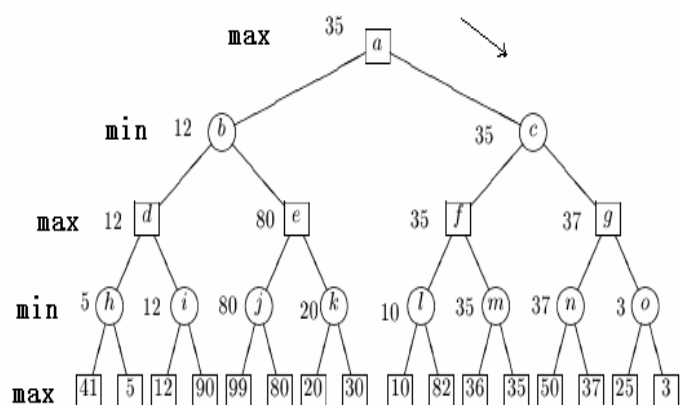 max 35 a
min 12 b 35 c
max 12 d 80 e 35 f 37 g
min 5 h 12 i 80 j 20 k 10 l 35 m 37 n 3 o
max 41 5 12 90 99 80 20 30 10 82 36 35 50 37 25 3